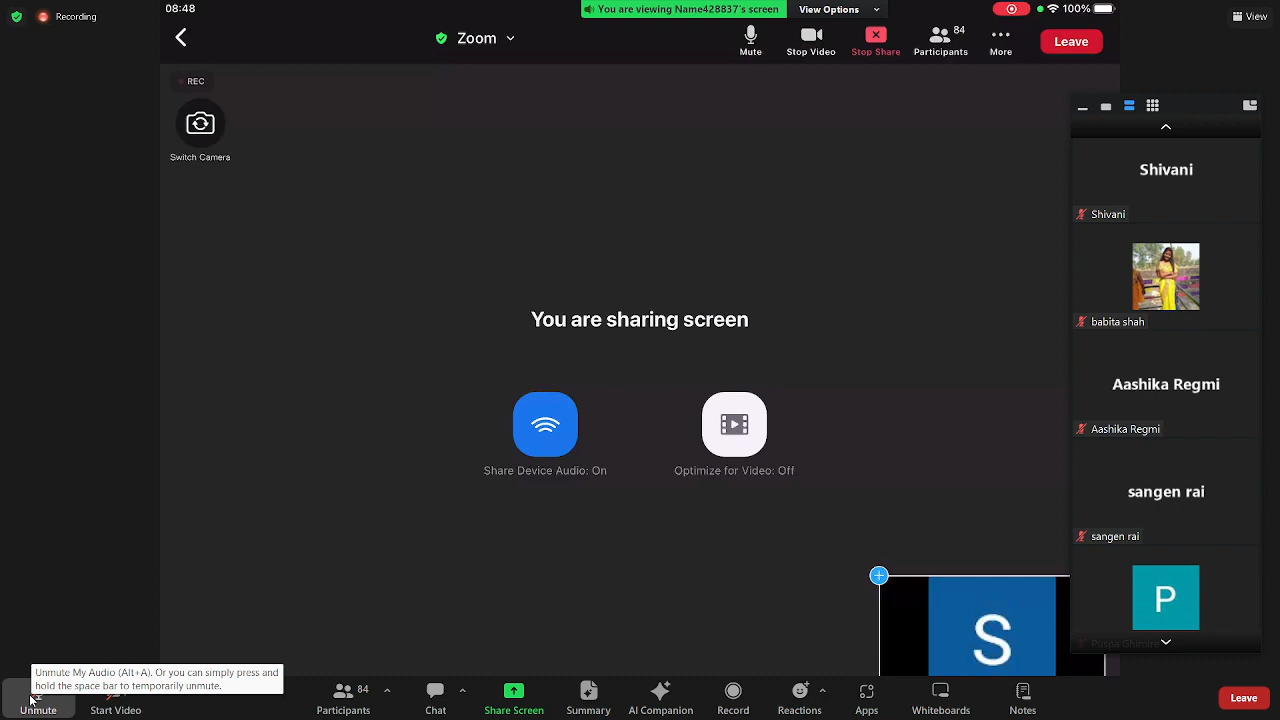 Recording
08:48
You are viewing Name428837's screen
View Options
100%
View
Zoom
Mute
Stop Video
Stop Share
84
Participants
More
Leave
REC
Switch Camera
Shivani
Shivani
babita shah
You are sharing screen
Aashika Regmi
Aashika Regmi
Share Device Audio: On
Optimize for Video: Off
sangen rai
sangen rai
P
Puspa Ghimire
S
Unmute My Audio (Alt+A). Or you can simply press and
hold the space bar to temporarily unmute.
Unmute
Start Video
84
Participants
Chat
Share Screen
Summary
AI Companion
Record
Reactions
Apps
Whiteboards
Notes
Leave